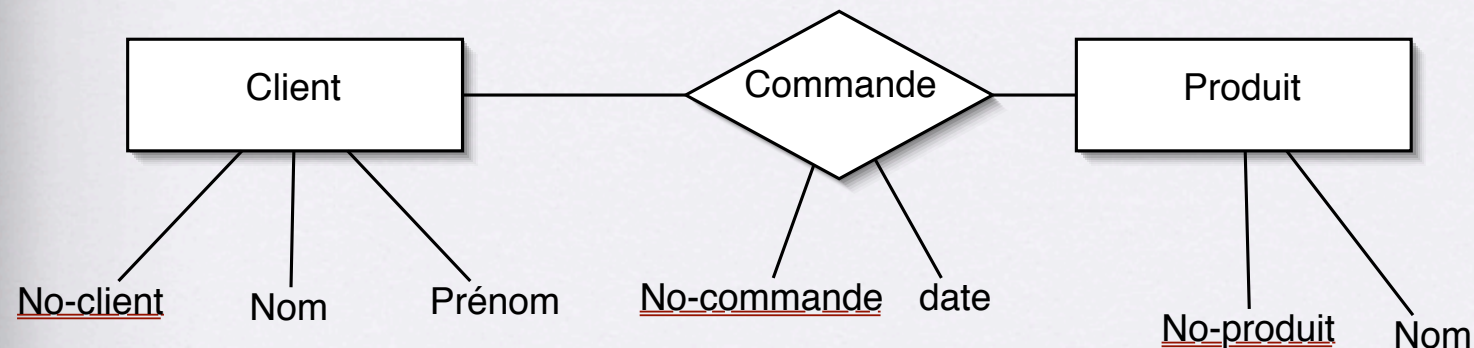 Client
Commande
Produit
No-client
Nom
Prénom
No-commande
date
No-produit
Nom